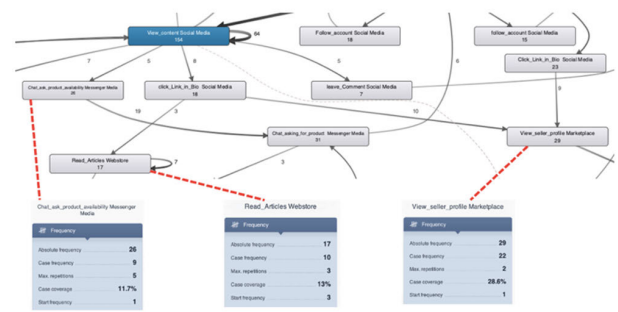 View_content Social Media
154
64
Follow_account Social Media
18
follow_account Social Media
15
Click_Link_in_Bio Social Media
23
7
5
8
5
6
9
Chat_ask_product_availability Messenger Media
26
click_Link_in_Bio Social Media
18
leave_Comment Social Media
7
19
3
10
Chat_asking_for_product Messenger Media
51
View_seller_profile Marketplace
29
Read_Articles Webstore
17
7
3
Chat_ask_product_availability Messenger
Media
Frequency
Absolute frequency 26
Case frequency 9
Max. repetitions 5
Case coverage 11.7%
Start frequency 1
Read_Articles Webstore
Frequency
Absolute frequency 17
Case frequency 10
Max. repetitions 3
Case coverage 13%
Start frequency 3
View_seller_profile Marketplace
Frequency
Absolute frequency 29
Case frequency 22
Max. repetitions 2
Case coverage 28.6%
Start frequency 1